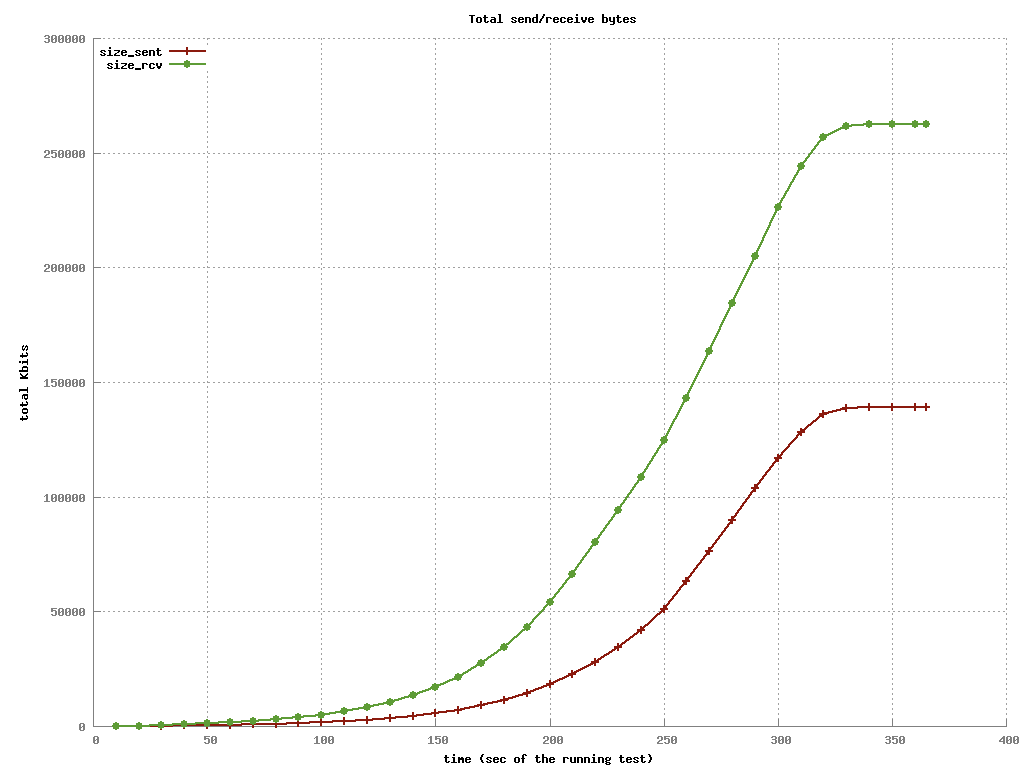 Total send/receive bytes
300000
size_sent
size_rcv
250000
200000
150000
total Kbits
100000
50000
0
0 50 100 150 200 250 300 350 400
time (sec of the running test)